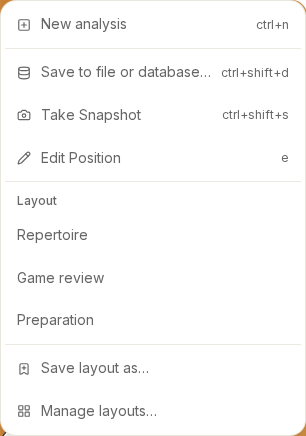 New analysis ctrl+n
Save to file or database... ctrl+shift+d
Take Snapshot ctrl+shift+s
Edit Position e
Layout
Repertoire
Game review
Preparation
Save layout as...
Manage layouts...